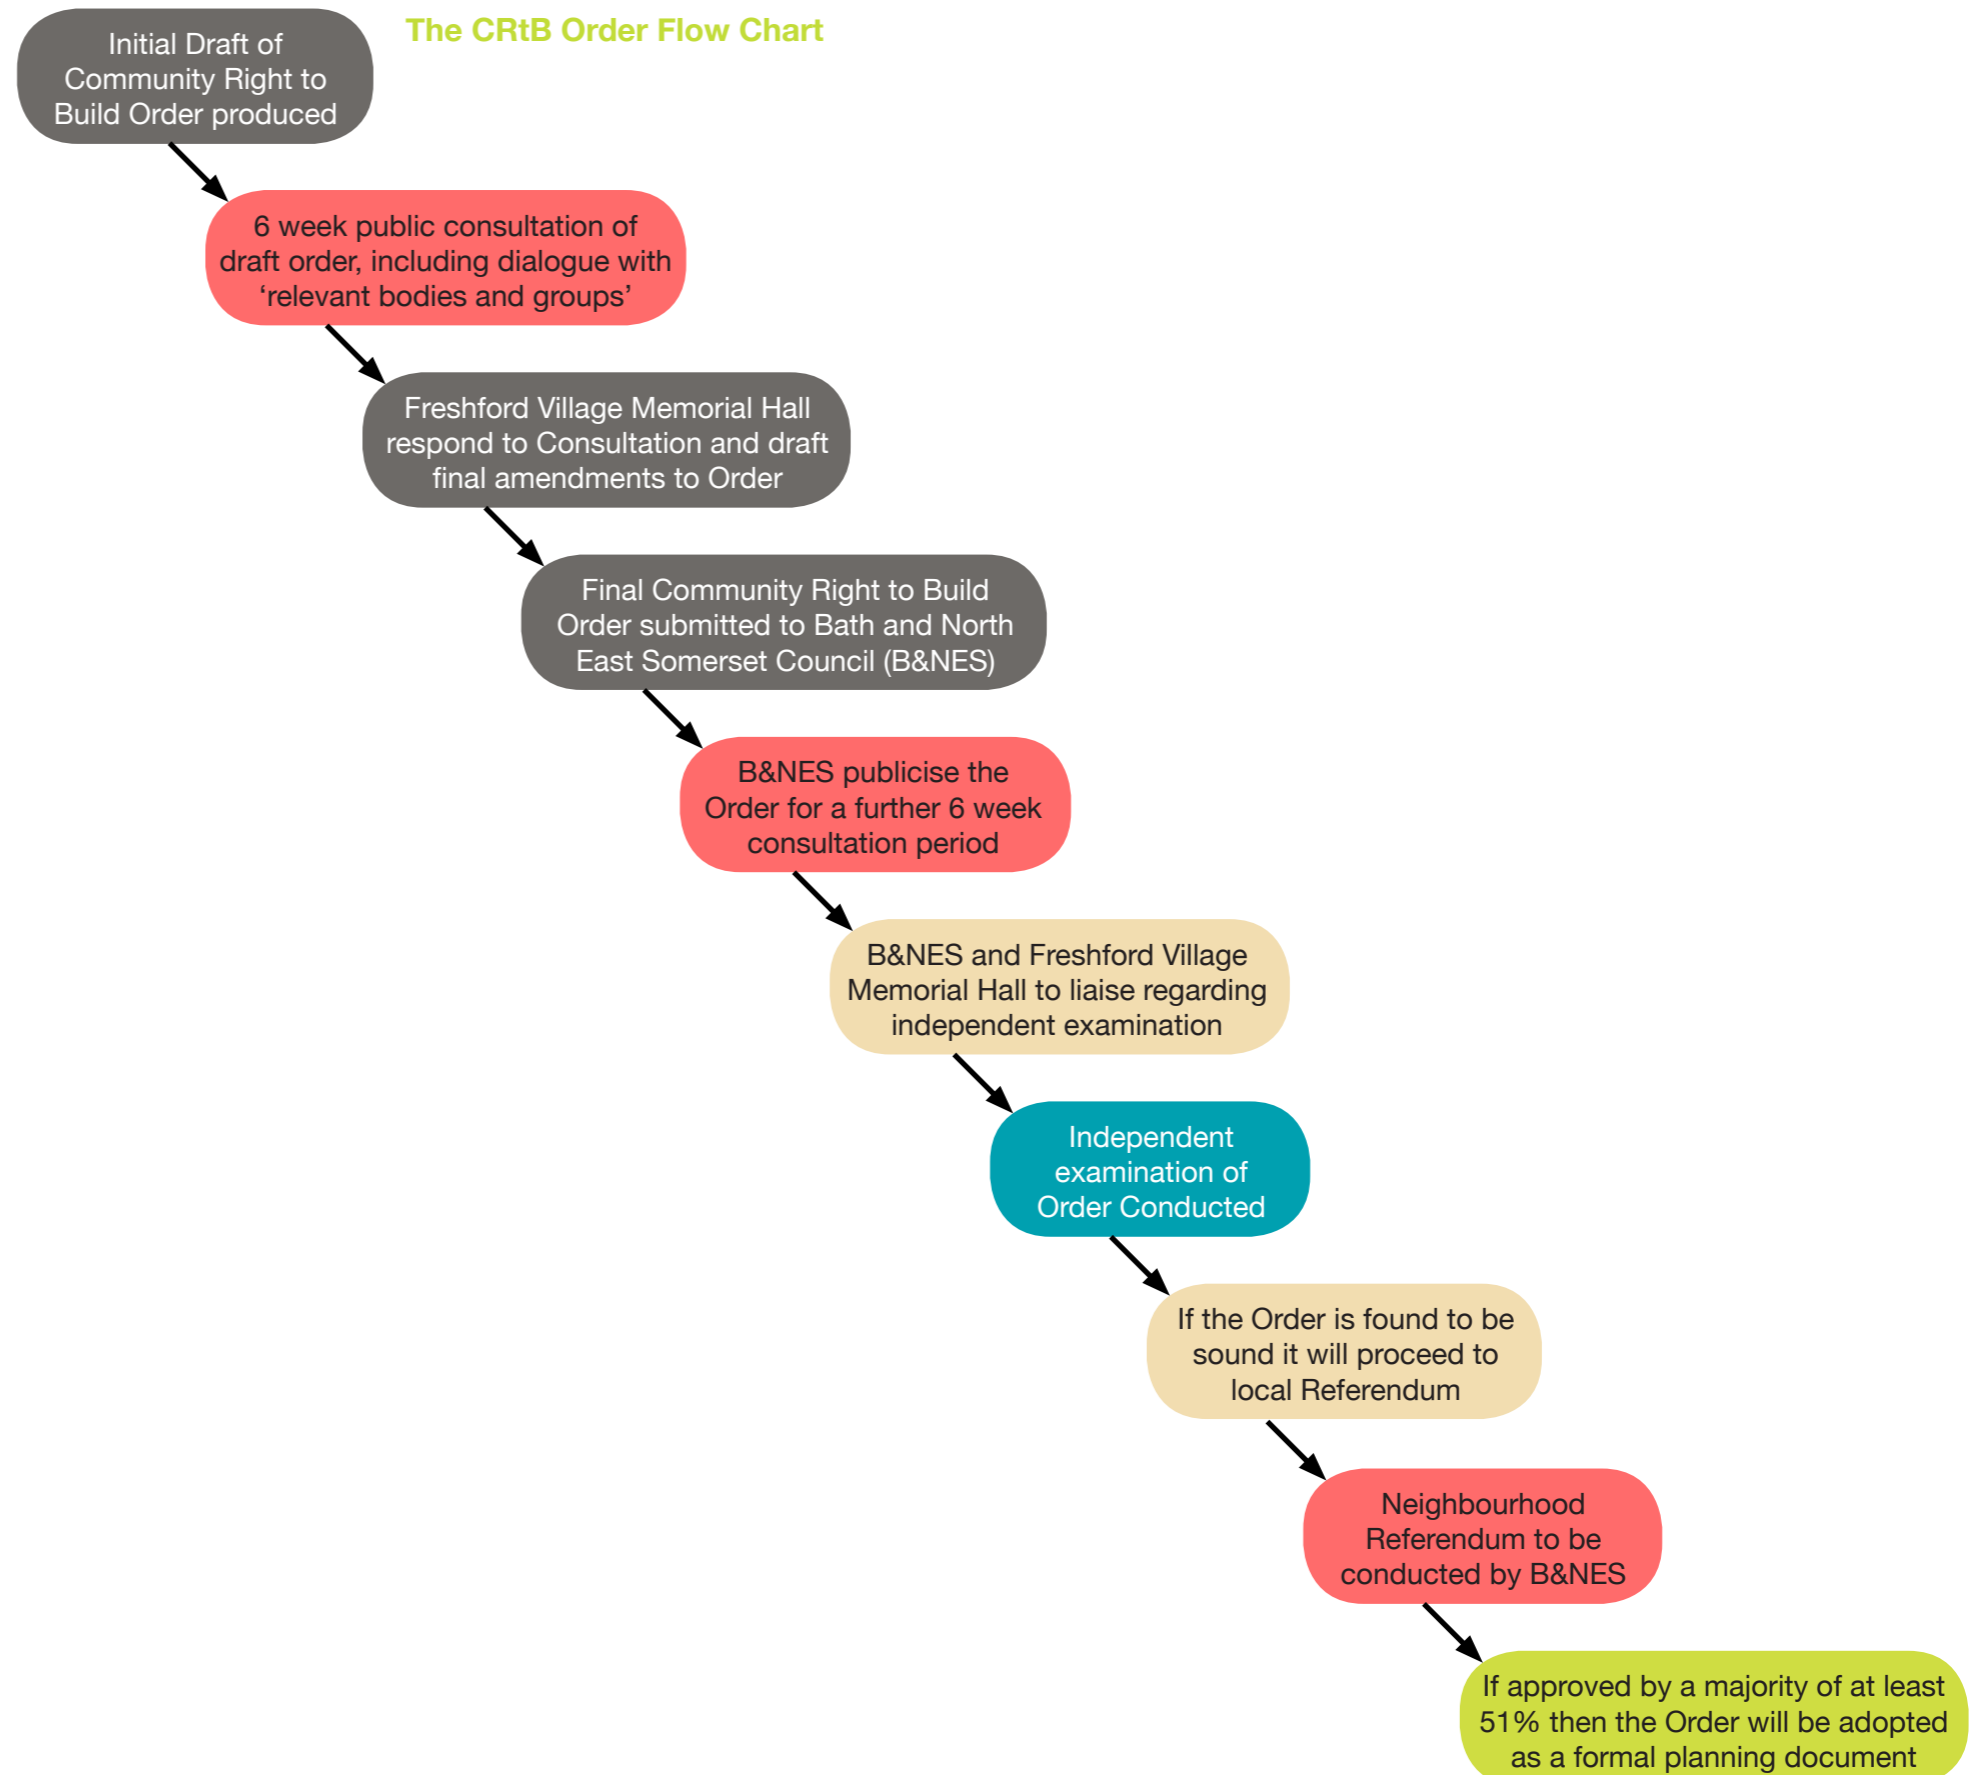 The CRtB Order Flow Chart
Initial Draft of
Community Right to
Build Order produced
6 week public consultation of
draft order, including dialogue with
‘relevant bodies and groups’
Freshford Village Memorial Hall
respond to Consultation and draft
final amendments to Order
Final Community Right to Build
Order submitted to Bath and North
East Somerset Council (B&NES)
B&NES publicise the
Order for a further 6 week
consultation period
B&NES and Freshford Village
Memorial Hall to liaise regarding
independent examination
Independent
examination of
Order Conducted
If the Order is found to be
sound it will proceed to
local Referendum
Neighbourhood
Referendum to be
conducted by B&NES
If approved by a majority of at least
51% then the Order will be adopted
as a formal planning document